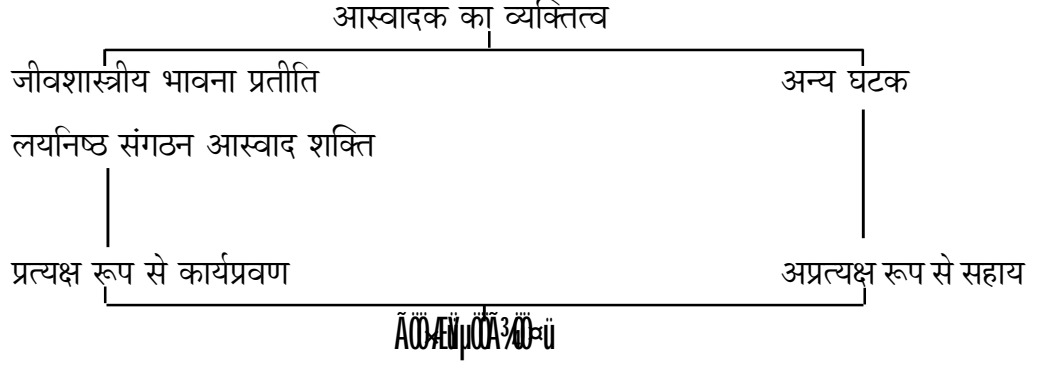 आस्वादक का व्यक्तित्व
जीवशास्त्रीय भावना प्रतीति अन्य घटक
लयनिष्ठ संगठन आस्वाद शक्ति
प्रत्यक्ष रूप से कार्यप्रवण अप्रत्यक्ष रूप से सहाय